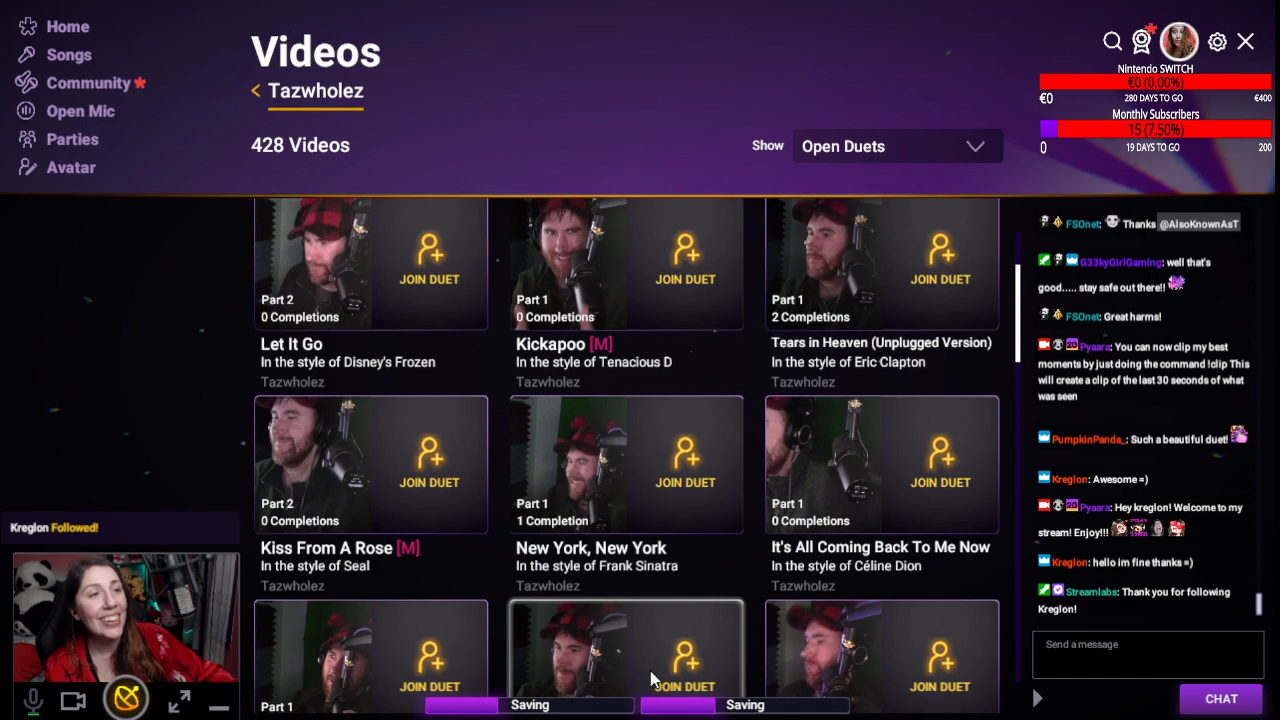 Home
Songs
Community
Open Mic
Parties
Avatar
Videos
< Tazwholez
428 Videos
Show
Open Duets
Nintendo SWITCH
€0 (0.00%)
€0
280 DAYS TO GO
€400
Monthly Subscribers
15 (7.50%)
0
19 DAYS TO GO
200
Part 2
0 Completions
JOIN DUET
Let It Go
In the style of Disney's Frozen
Tazwholez
Part 1
0 Completions
JOIN DUET
Kickapoo [M]
In the style of Tenacious D
Tazwholez
Part 1
2 Completions
JOIN DUET
Tears in Heaven (Unplugged Version)
In the style of Eric Clapton
Tazwholez
Part 2
0 Completions
JOIN DUET
Kiss From A Rose [M]
In the style of Seal
Tazwholez
Part 1
1 Completion
JOIN DUET
New York, New York
In the style of Frank Sinatra
Tazwholez
Part 1
0 Completions
JOIN DUET
It's All Coming Back To Me Now
In the style of Céline Dion
Tazwholez
Part 1
JOIN DUET
JOIN DUET
JOIN DUET
Saving
Saving
Kreglon Followed!
FSOnet: Thanks @AlsoKnownAsT
G33kyGirlGaming: well that's
good..... stay safe out there!!
FSOnet: Great harms!
20 Pyaara: You can now clip my best
moments by just doing the command !clip This
will create a clip of the last 30 seconds of what
was seen
PumpkinPanda_: Such a beautiful duet!
Kreglon: Awesome =)
20 Pyaara: Hey kreglon! Welcome to my
stream! Enjoy!!!
Kreglon: hello im fine thanks =)
Streamlabs: Thank you for following
Kreglon!
Send a message
CHAT